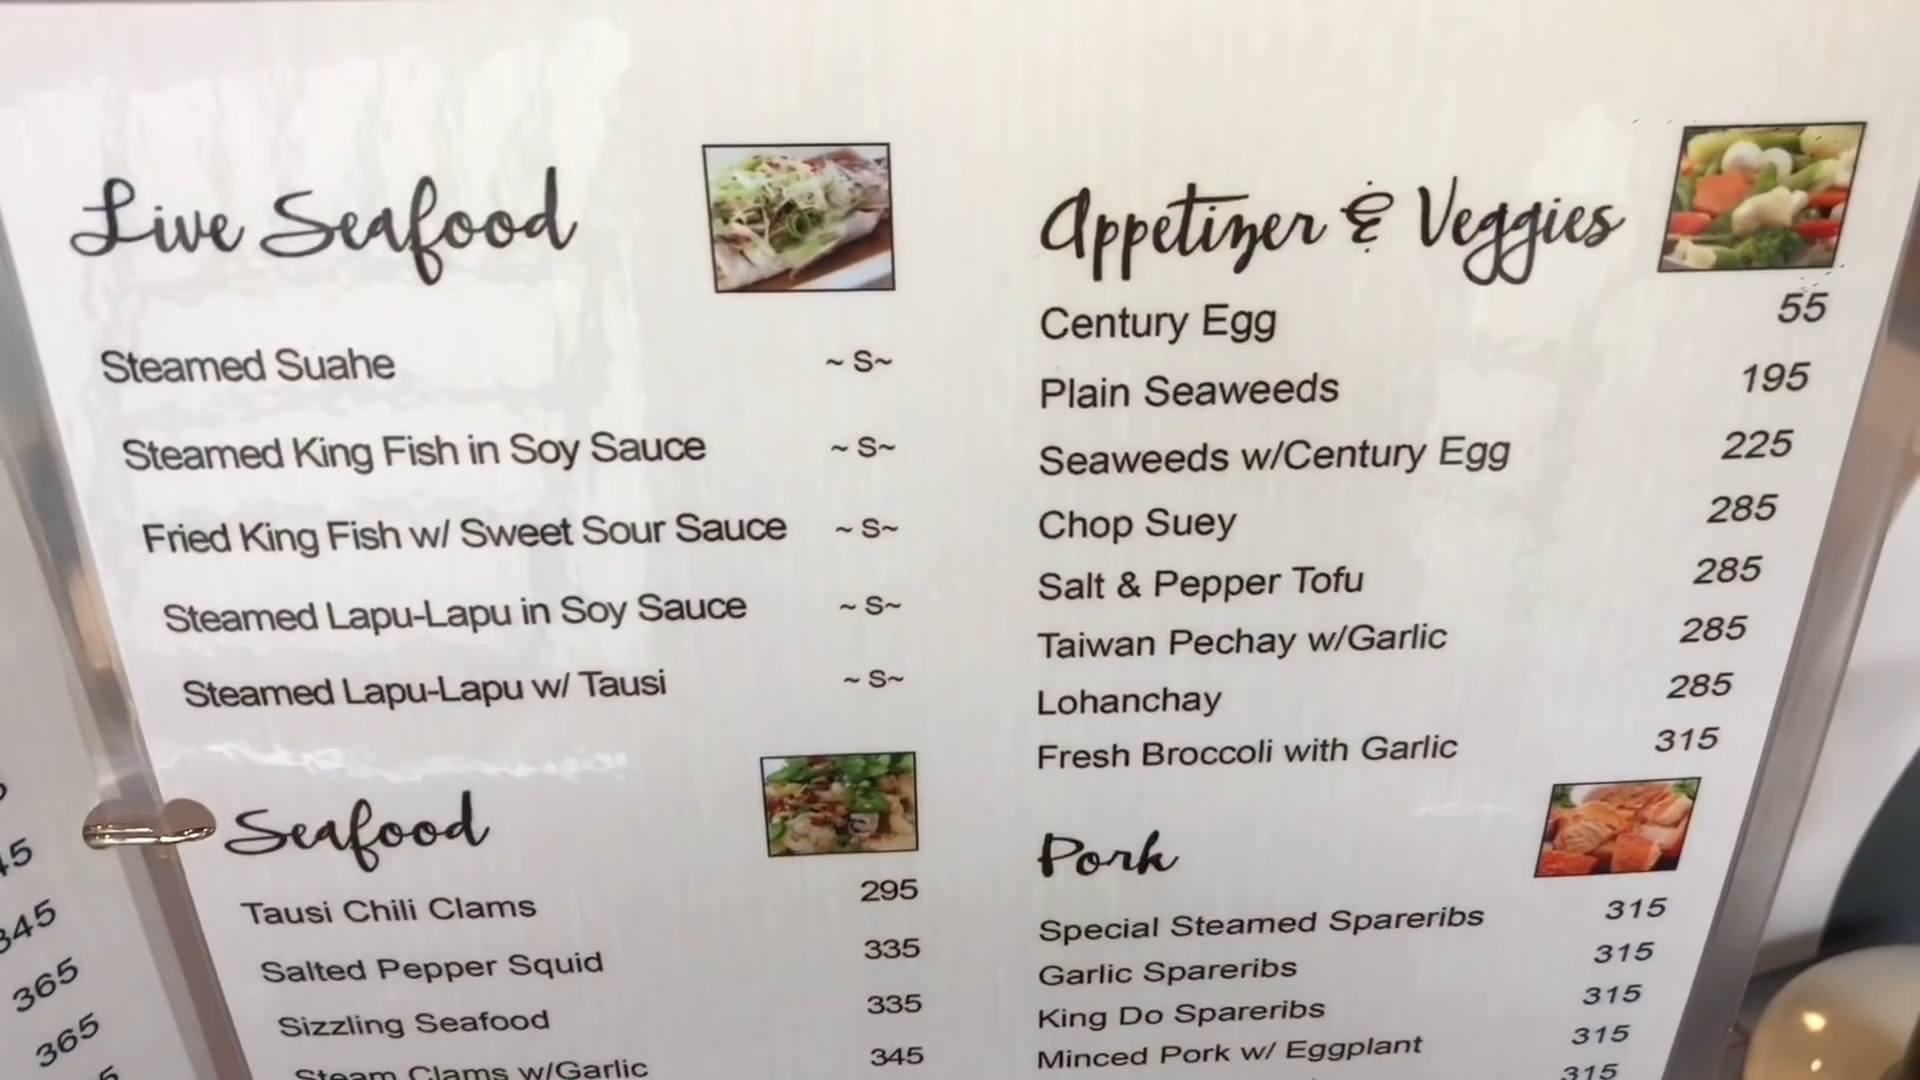 Live Seafood
Steamed Suahe ~ S~
Steamed King Fish in Soy Sauce ~ S~
Fried King Fish w/ Sweet Sour Sauce ~ S~
Steamed Lapu-Lapu in Soy Sauce ~ S~
Steamed Lapu-Lapu w/ Tausi ~ S~
Seafood
Tausi Chili Clams 295
Salted Pepper Squid 335
Sizzling Seafood 335
Steam Clams w/Garlic 345
Appetizer & Veggies
Century Egg 55
Plain Seaweeds 195
Seaweeds w/Century Egg 225
Chop Suey 285
Salt & Pepper Tofu 285
Taiwan Pechay w/Garlic 285
Lohanchay 285
Fresh Broccoli with Garlic 315
Pork
Special Steamed Spareribs 315
Garlic Spareribs 315
King Do Spareribs 315
Minced Pork w/ Eggplant 315
315
345
365
365